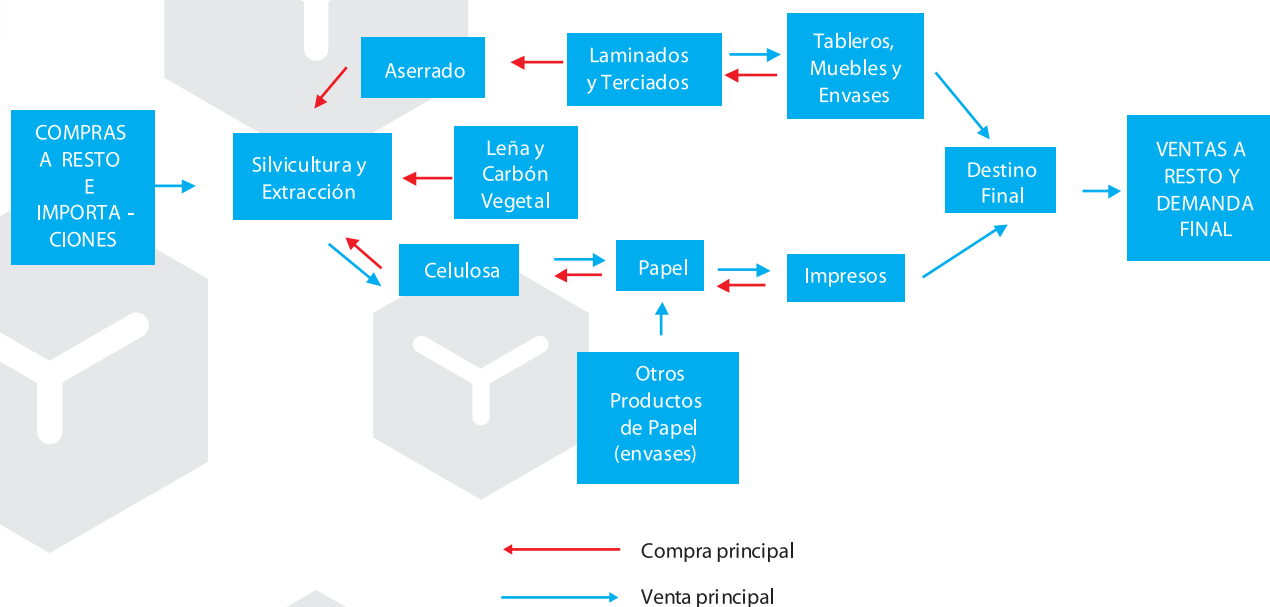 COMPRAS
A RESTO
E
IMPORTA -
CIONES
Aserrado
Laminados
y Terciados
Tableros,
Muebles y
Envases
Silvicultura y
Extracción
Leña y
Carbón
Vegetal
Destino
Final
VENTAS A
RESTO Y
DEMANDA
FINAL
Celulosa
Papel
Impresos
Otros
Productos
de Papel
(envases)
Compra principal
Venta principal